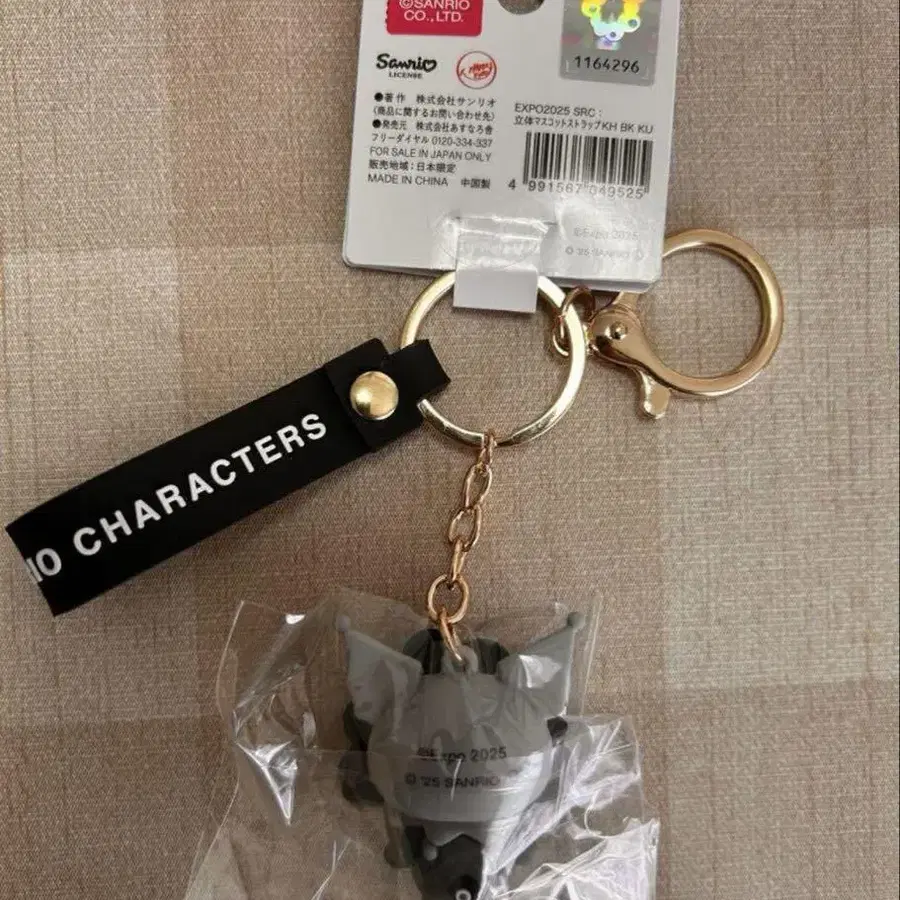 ©SANRIO
CO.,LTD.
Sanrio
LICENSE
1164296
●著作 株式会社サンリオ
(商品に関するお問い合わせ先)
●発売元 株式会社あすなろ舎
フリーダイヤル 0120-334-337
FOR SALE IN JAPAN ONLY
販売地域:日本限定
MADE IN CHINA 中国製
EXPO2025 SRC:
立体マスコットストラップKH BK KU
4 991567 049525
©Expo 2025
© '25 SANRIO
IO CHARACTERS
©Expo 2025
© '25 SANRIO